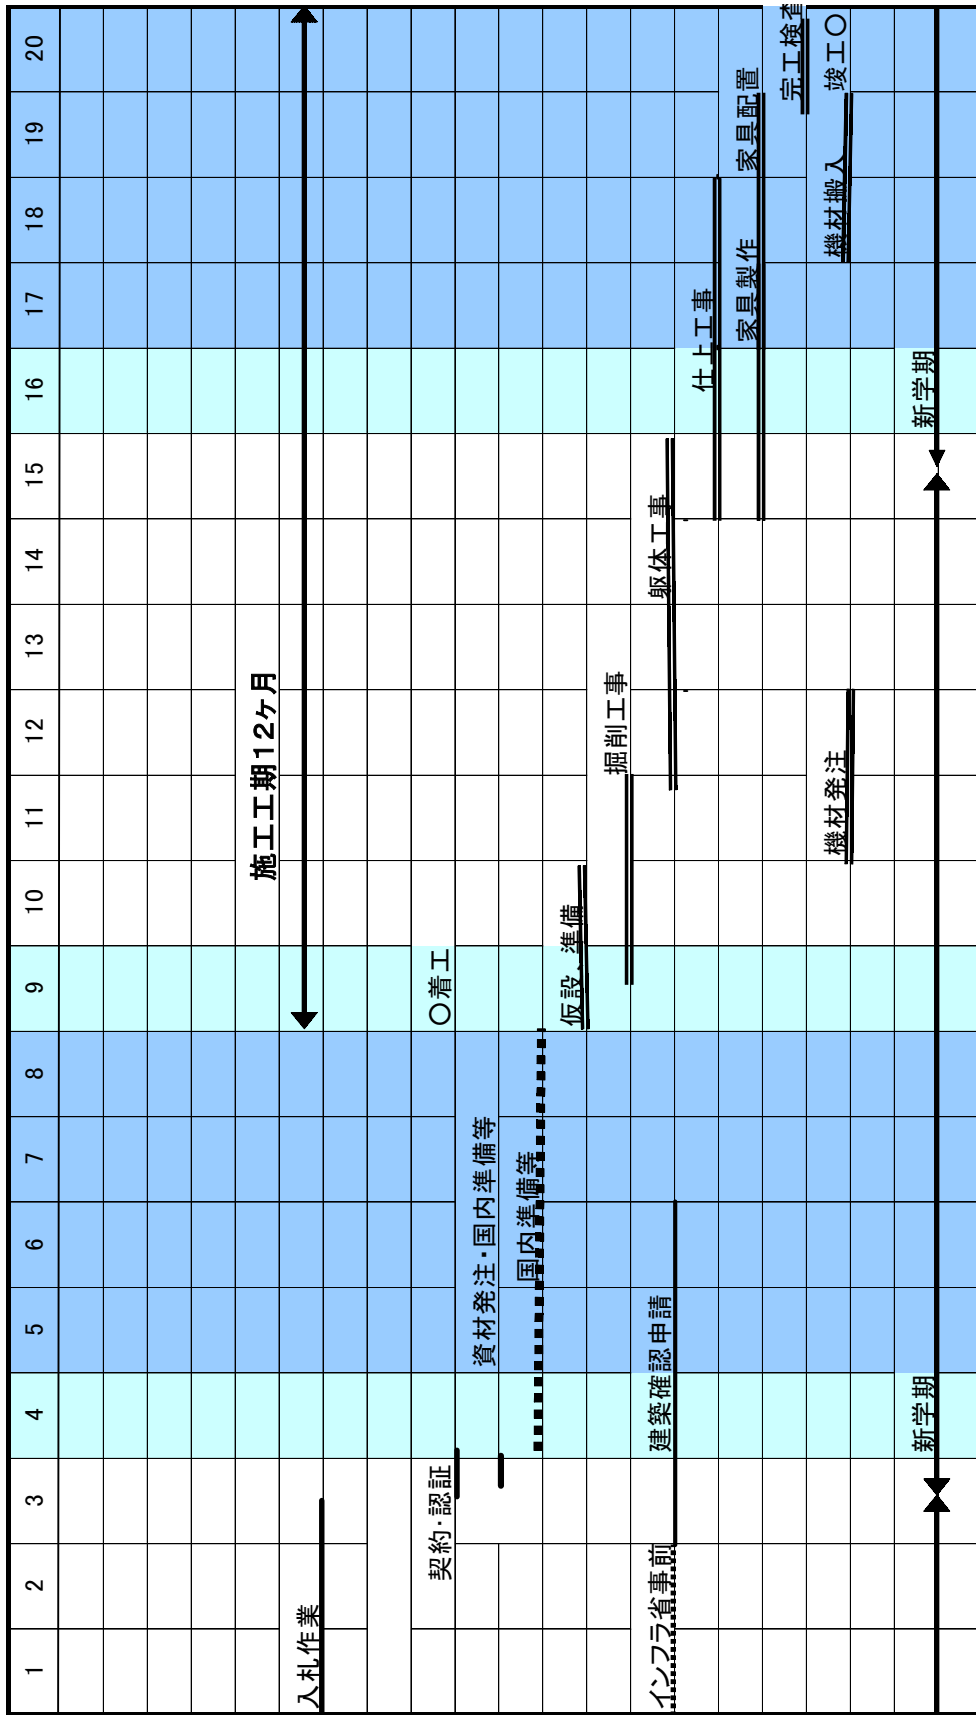 1 2 3 4 5 6 7 8 9 10 11 12 13 14 15 16 17 18 19 20
施工工期12ヶ月
入札作業
契約・認証
〇着工
資材発注・国内準備等
国内準備等
仮設、準備
掘削工事
インフラ省事前
建築確認申請
躯体工事
仕上工事
家具製作
家具配置
完工検査
機材発注
機材搬入
竣工〇
新学期
新学期